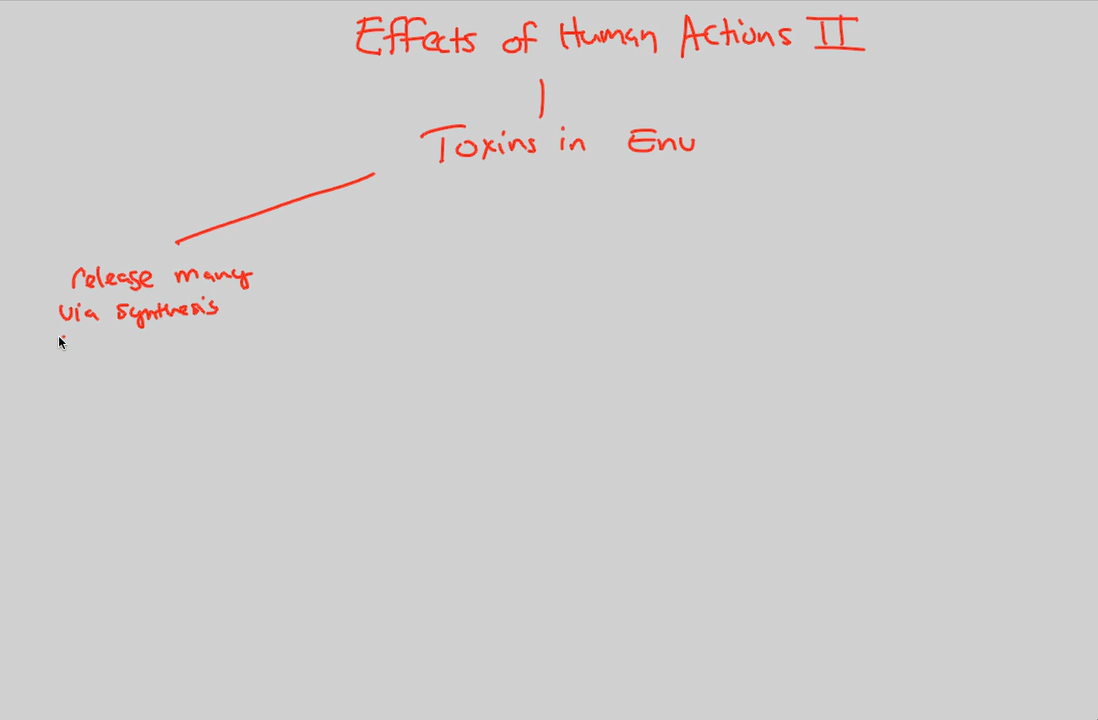 Effects of Human Actions II
Toxins in Env
release many
via synthesis